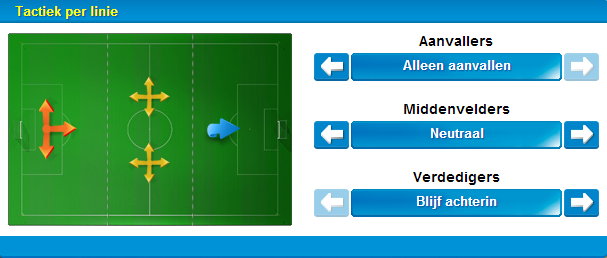 Tactiek per linie
Aanvallers
Alleen aanvallen
Middenvelders
Neutraal
Verdedigers
Blijf achterin